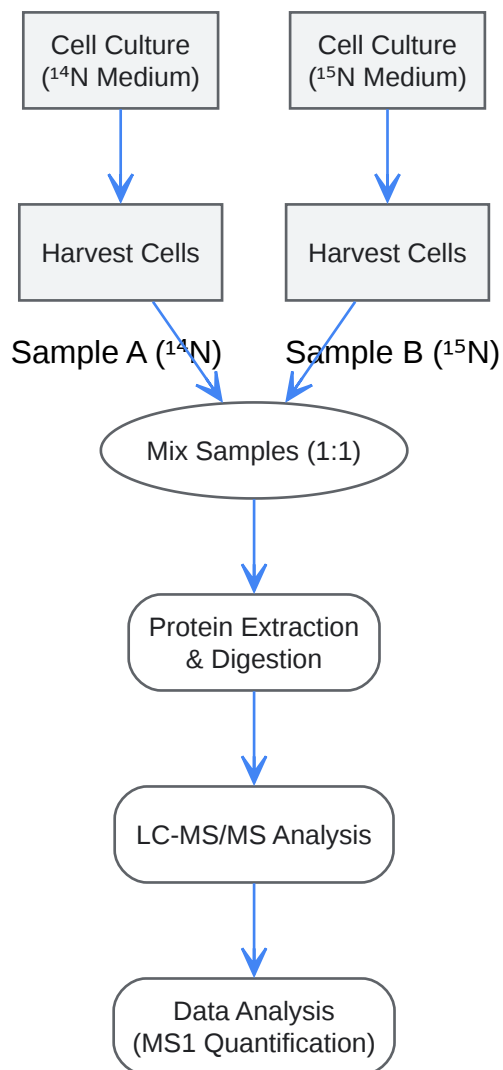 Cell Culture
(¹⁴N Medium)
Cell Culture
(¹⁵N Medium)
Harvest Cells
Harvest Cells
Sample A (¹⁴N)
Sample B (¹⁵N)
Mix Samples (1:1)
Protein Extraction
& Digestion
LC-MS/MS Analysis
Data Analysis
(MS1 Quantification)